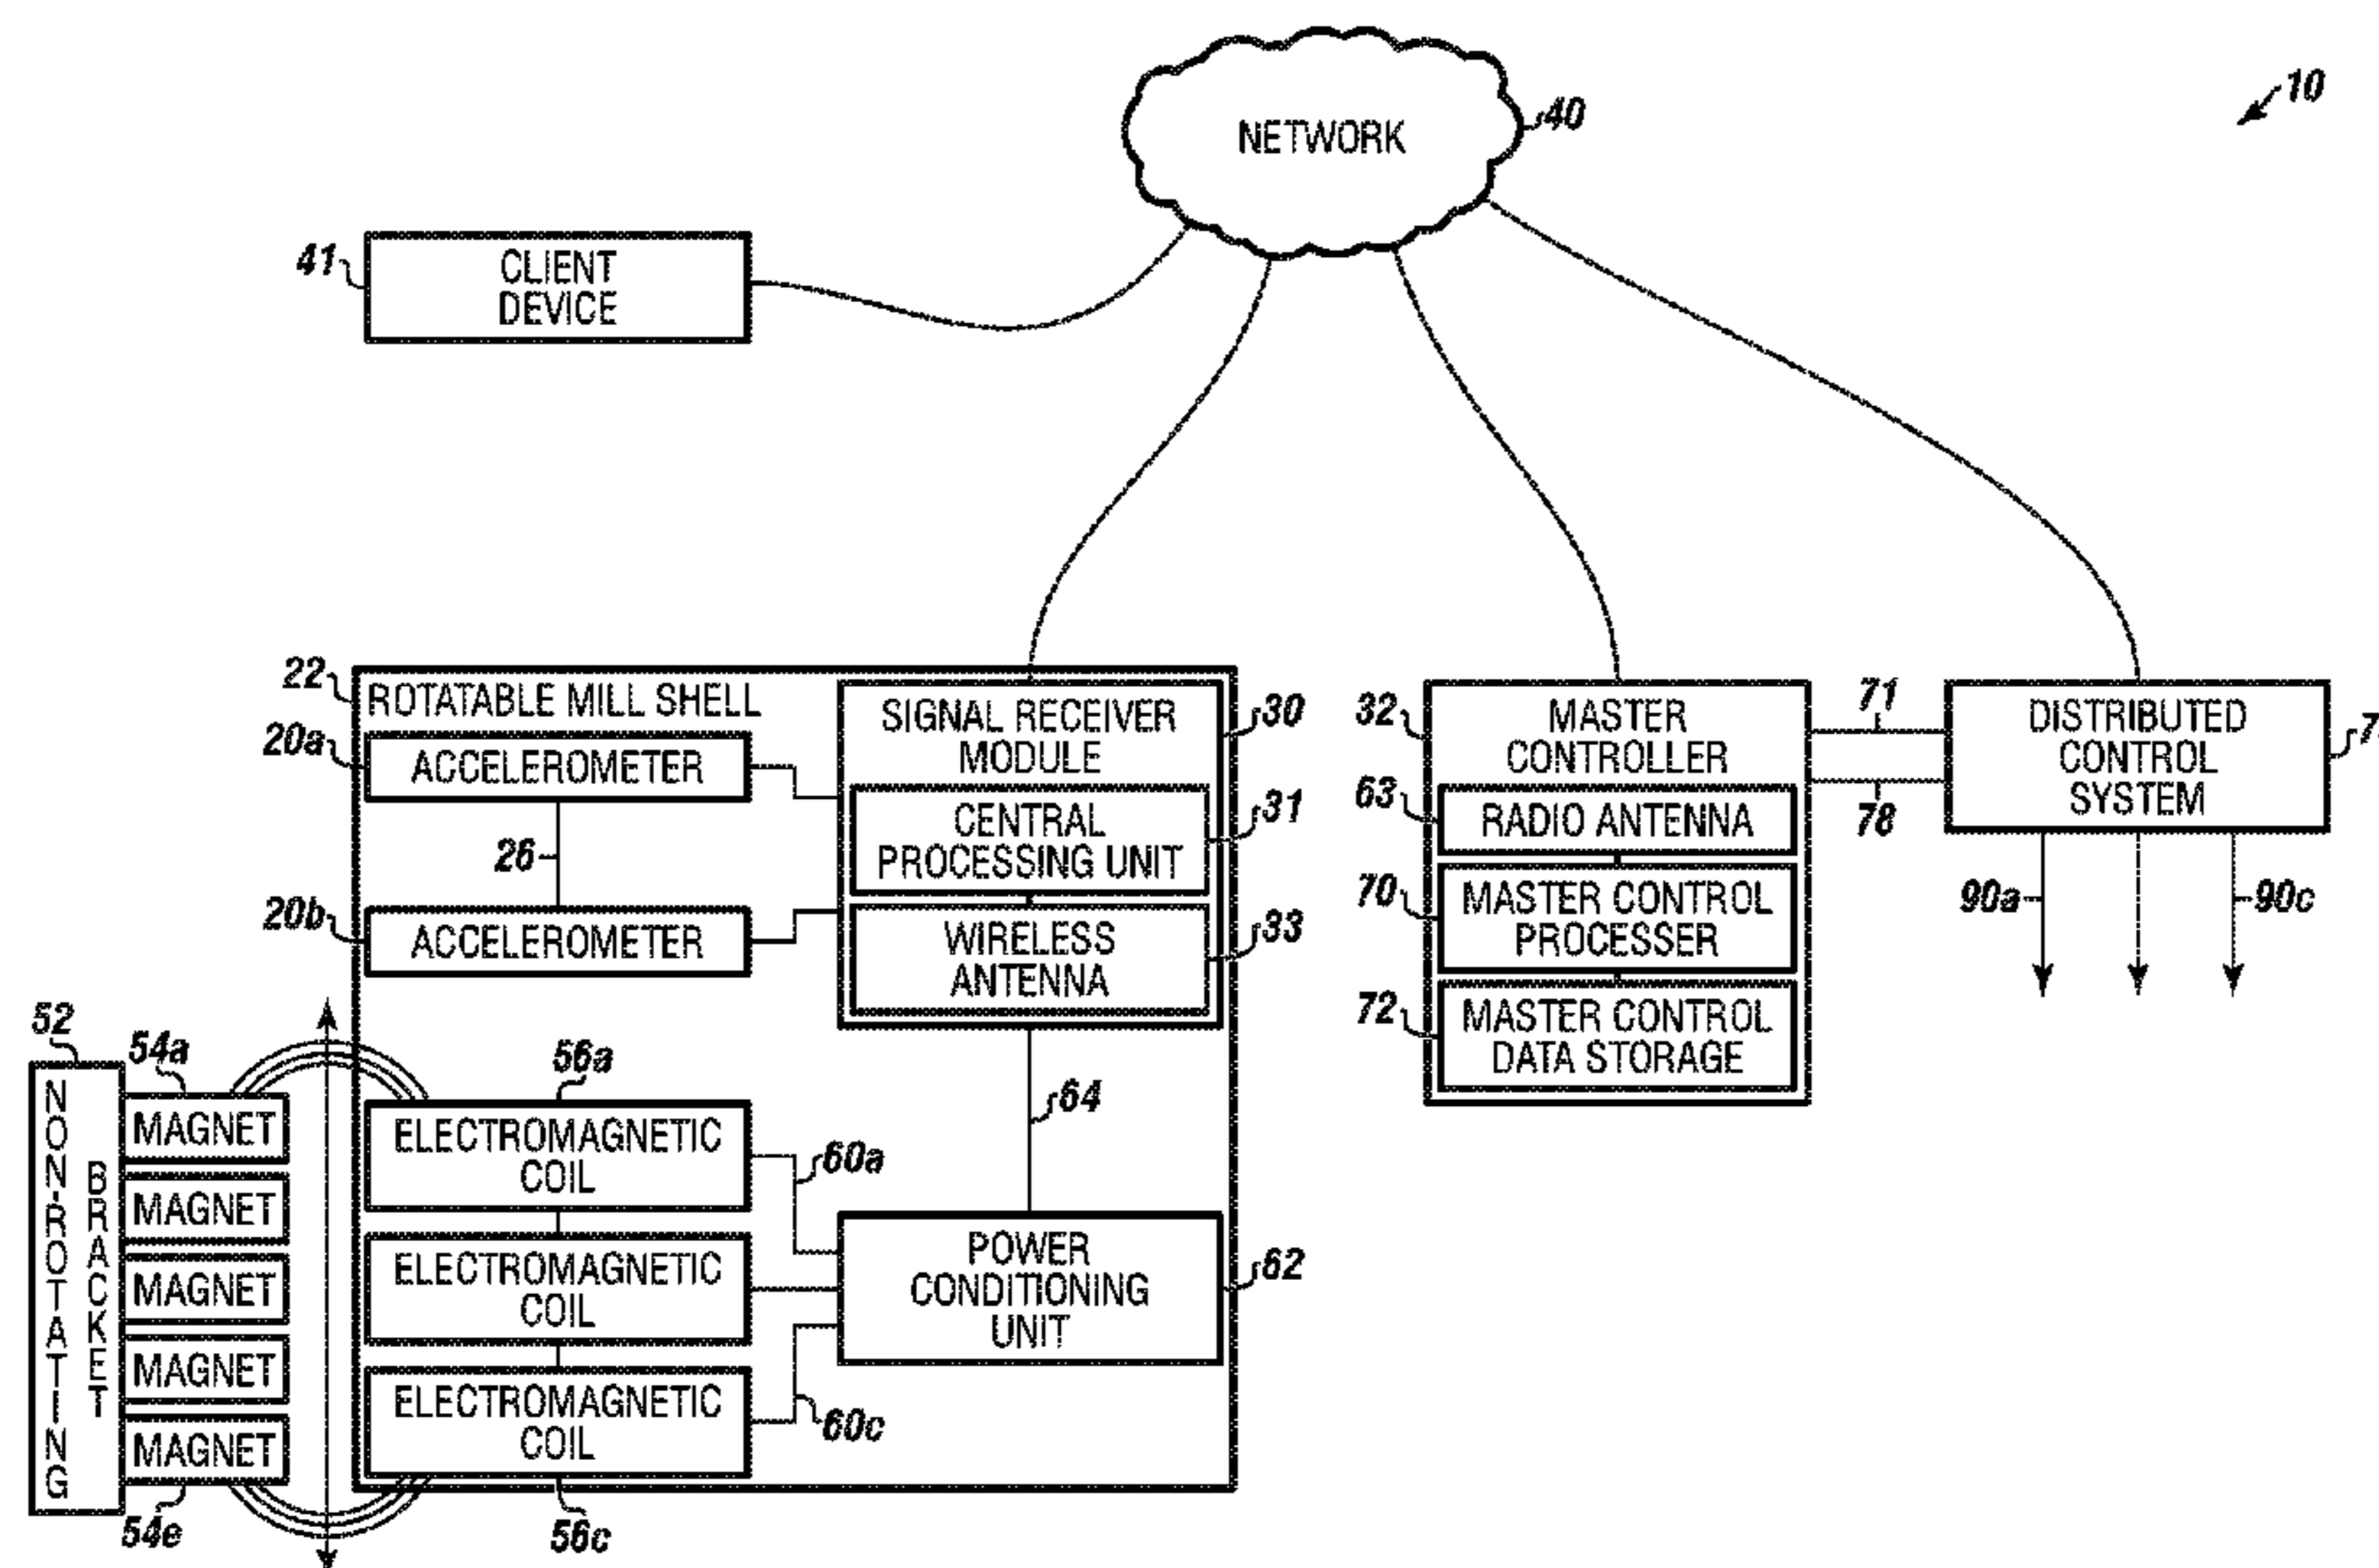 10
NETWORK
40
41
CLIENT
DEVICE
22
ROTATABLE MILL SHELL
20a
ACCELEROMETER
26
20b
ACCELEROMETER
SIGNAL RECEIVER
MODULE
30
CENTRAL
PROCESSING UNIT
31
WIRELESS
ANTENNA
33
32
MASTER
CONTROLLER
63
RADIO ANTENNA
70
MASTER CONTROL
PROCESSER
72
MASTER CONTROL
DATA STORAGE
71
78
DISTRIBUTED
CONTROL
SYSTEM
90a
90c
52
NON-ROTATING
BRACKET
54a
MAGNET
MAGNET
MAGNET
MAGNET
MAGNET
54e
56a
ELECTROMAGNETIC
COIL
ELECTROMAGNETIC
COIL
ELECTROMAGNETIC
COIL
56c
60a
60c
64
POWER
CONDITIONING
UNIT
62